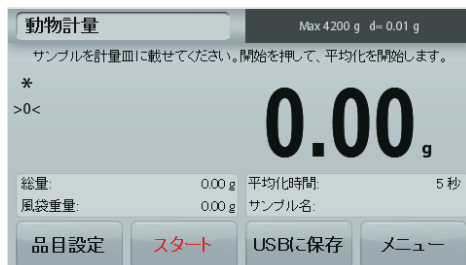 動物計量 Max 4200 g d= 0.01 g
サンプルを計量皿に載せてください。開始を押して、平均化を開始します。
*
>0<
0.00 g
総量: 0.00 g 平均化時間: 5 秒
風袋重量: 0.00 g サンプル名:
品目設定 スタート USBに保存 メニュー